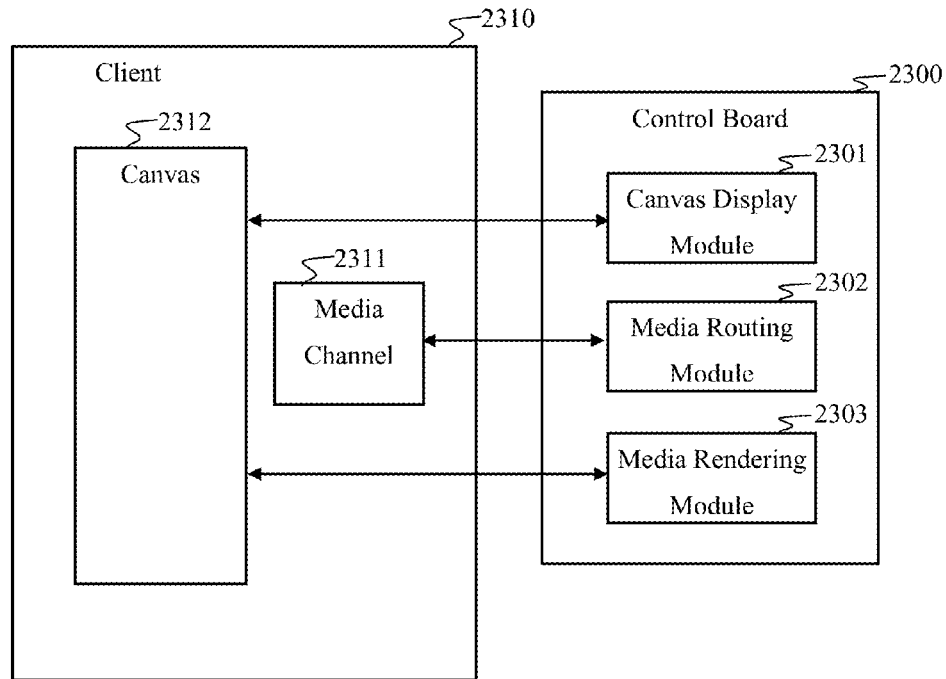 2310
Client
2312
Canvas
2311
Media
Channel
2300
Control Board
2301
Canvas Display
Module
2302
Media Routing
Module
2303
Media Rendering
Module